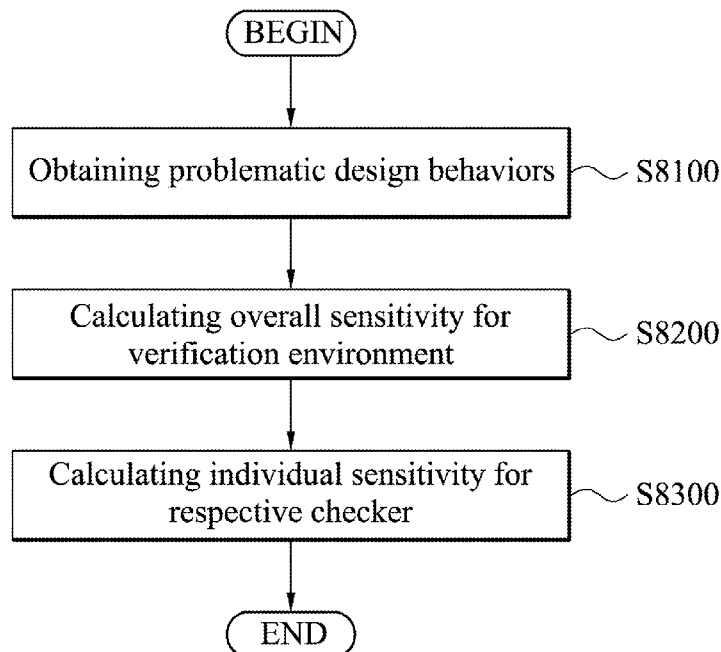 BEGIN
Obtaining problematic design behaviors
S8100
Calculating overall sensitivity for
verification environment
S8200
Calculating individual sensitivity for
respective checker
S8300
END